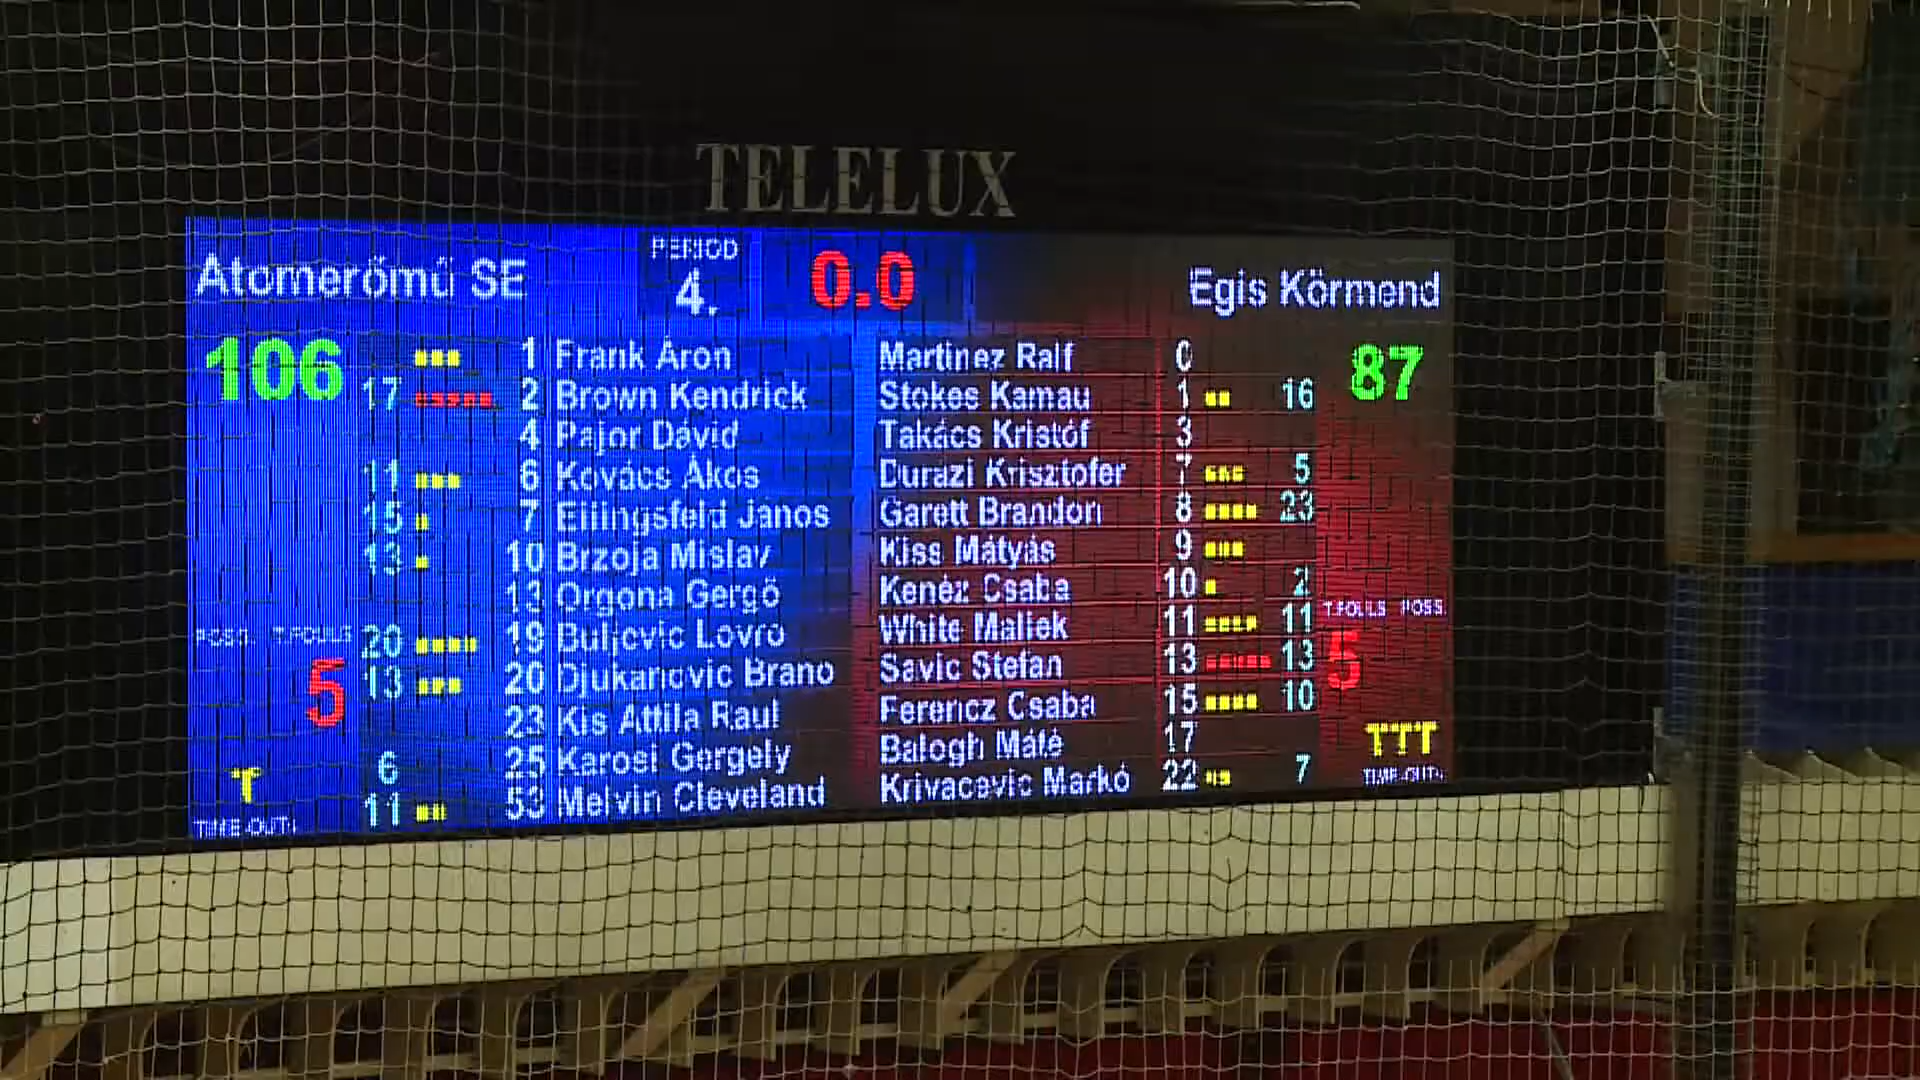 TELELUX
Atomerőmű SE PERIOD 4. 0.0 Egis Körmend
106 87
1 Frank Áron Martinez Ralf 0
17 2 Brown Kendrick Stokes Kamau 1 16
4 Pajor Dávid Takács Kristóf 3
11 6 Kovács Ákos Durázi Krisztofer 7 5
15 7 Eilingsfeld János Garett Brandon 8 23
13 10 Brzoja Mislav Kiss Mátyás 9
13 Orgona Gergő Kenéz Csaba 10 2
20 19 Buljevic Lovro White Maliek 11 11
13 20 Djukanovic Brano Savic Stefan 13 13
23 Kis Attila Raul Ferencz Csaba 15 10
6 25 Karosi Gergely Balogh Máté 17
11 53 Melvin Cleveland Krivacevic Markó 22 7
POSS. T.FOULS
5
T
TIME-OUT:
T.FOULS POSS.
5
TTT
TIME-OUT: